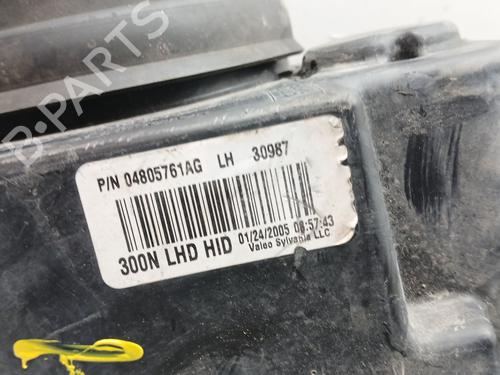 B-PARTS
P/N 04805761AG LH 30987
300N LHD HID
01/24/2005 08:57:43
Valeo Sylvania LLC